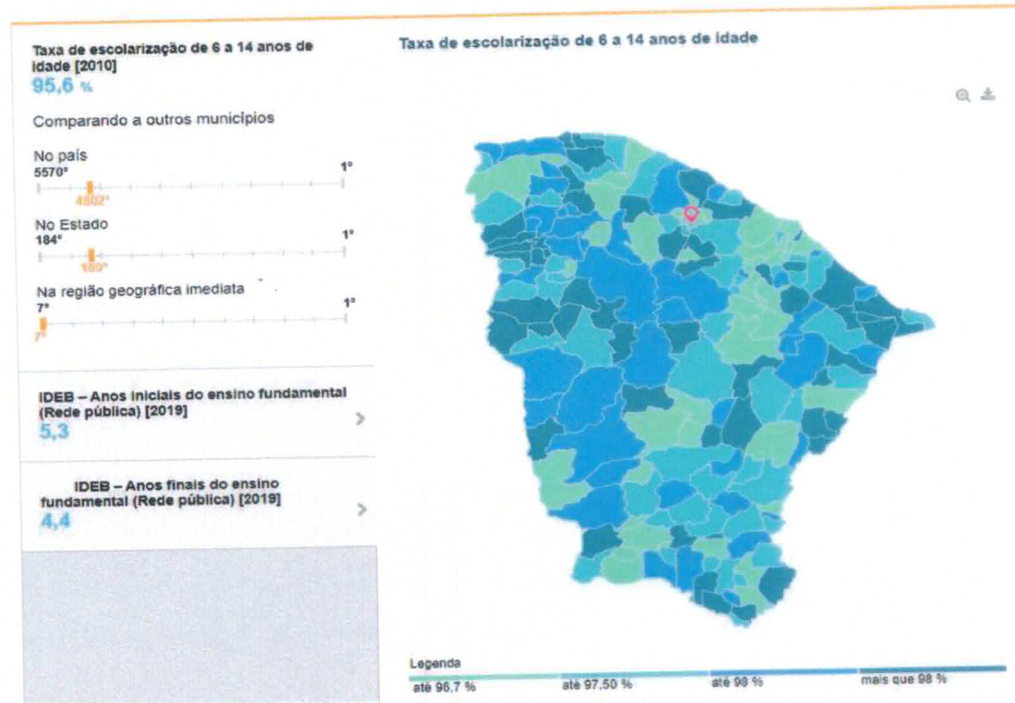 Taxa de escolarização de 6 a 14 anos de
idade [2010]
95,6 %
Comparando a outros municípios
No país
5570°
1°
4802°
No Estado
184°
1°
169°
Na região geográfica imediata
7°
1°
7°
IDEB – Anos iniciais do ensino fundamental
(Rede pública) [2019]
5,3
IDEB – Anos finais do ensino
fundamental (Rede pública) [2019]
4,4
Taxa de escolarização de 6 a 14 anos de idade
Legenda
até 96,7 %
até 97,50 %
até 98 %
mais que 98 %